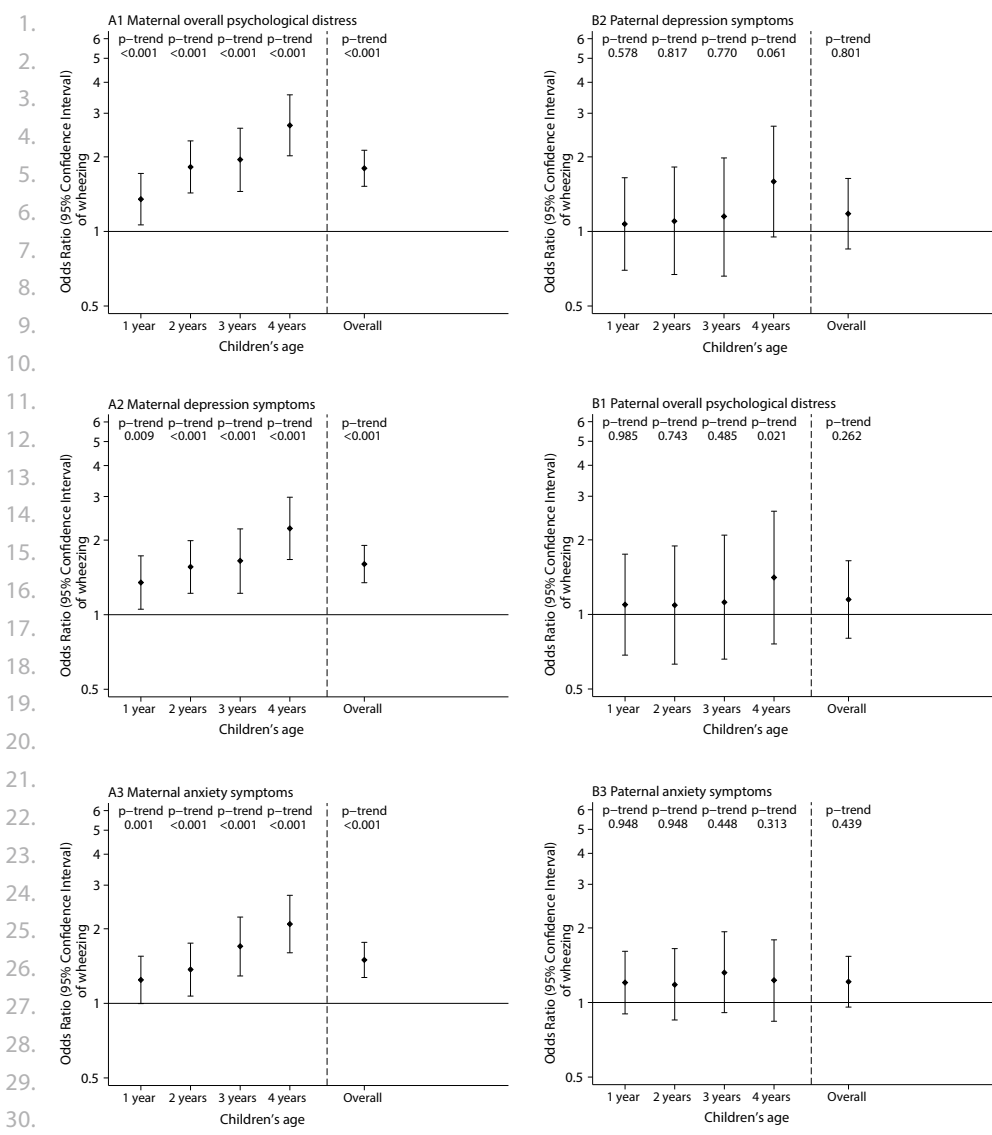 1.
2.
3.
4.
5.
6.
7.
8.
9.
10.
11.
12.
13.
14.
15.
16.
17.
18.
19.
20.
21.
22.
23.
24.
25.
26.
27.
28.
29.
30.
A1 Maternal overall psychological distress
p−trend p−trend p−trend p−trend p−trend
<0.001 <0.001 <0.001 <0.001 <0.001
Odds Ratio (95% Confidence Interval)
of wheezing
6
5
4
3
2
1
0.5
1 year 2 years 3 years 4 years Overall
Children's age
B2 Paternal depression symptoms
p−trend p−trend p−trend p−trend p−trend
0.578 0.817 0.770 0.061 0.801
Odds Ratio (95% Confidence Interval)
of wheezing
6
5
4
3
2
1
0.5
1 year 2 years 3 years 4 years Overall
Children's age
A2 Maternal depression symptoms
p−trend p−trend p−trend p−trend p−trend
0.009 <0.001 <0.001 <0.001 <0.001
Odds Ratio (95% Confidence Interval)
of wheezing
6
5
4
3
2
1
0.5
1 year 2 years 3 years 4 years Overall
Children's age
B1 Paternal overall psychological distress
p−trend p−trend p−trend p−trend p−trend
0.985 0.743 0.485 0.021 0.262
Odds Ratio (95% Confidence Interval)
of wheezing
6
5
4
3
2
1
0.5
1 year 2 years 3 years 4 years Overall
Children's age
A3 Maternal anxiety symptoms
p−trend p−trend p−trend p−trend p−trend
0.001 <0.001 <0.001 <0.001 <0.001
Odds Ratio (95% Confidence Interval)
of wheezing
6
5
4
3
2
1
0.5
1 year 2 years 3 years 4 years Overall
Children's age
B3 Paternal anxiety symptoms
p−trend p−trend p−trend p−trend p−trend
0.948 0.948 0.448 0.313 0.439
Odds Ratio (95% Confidence Interval)
of wheezing
6
5
4
3
2
1
0.5
1 year 2 years 3 years 4 years Overall
Children's age